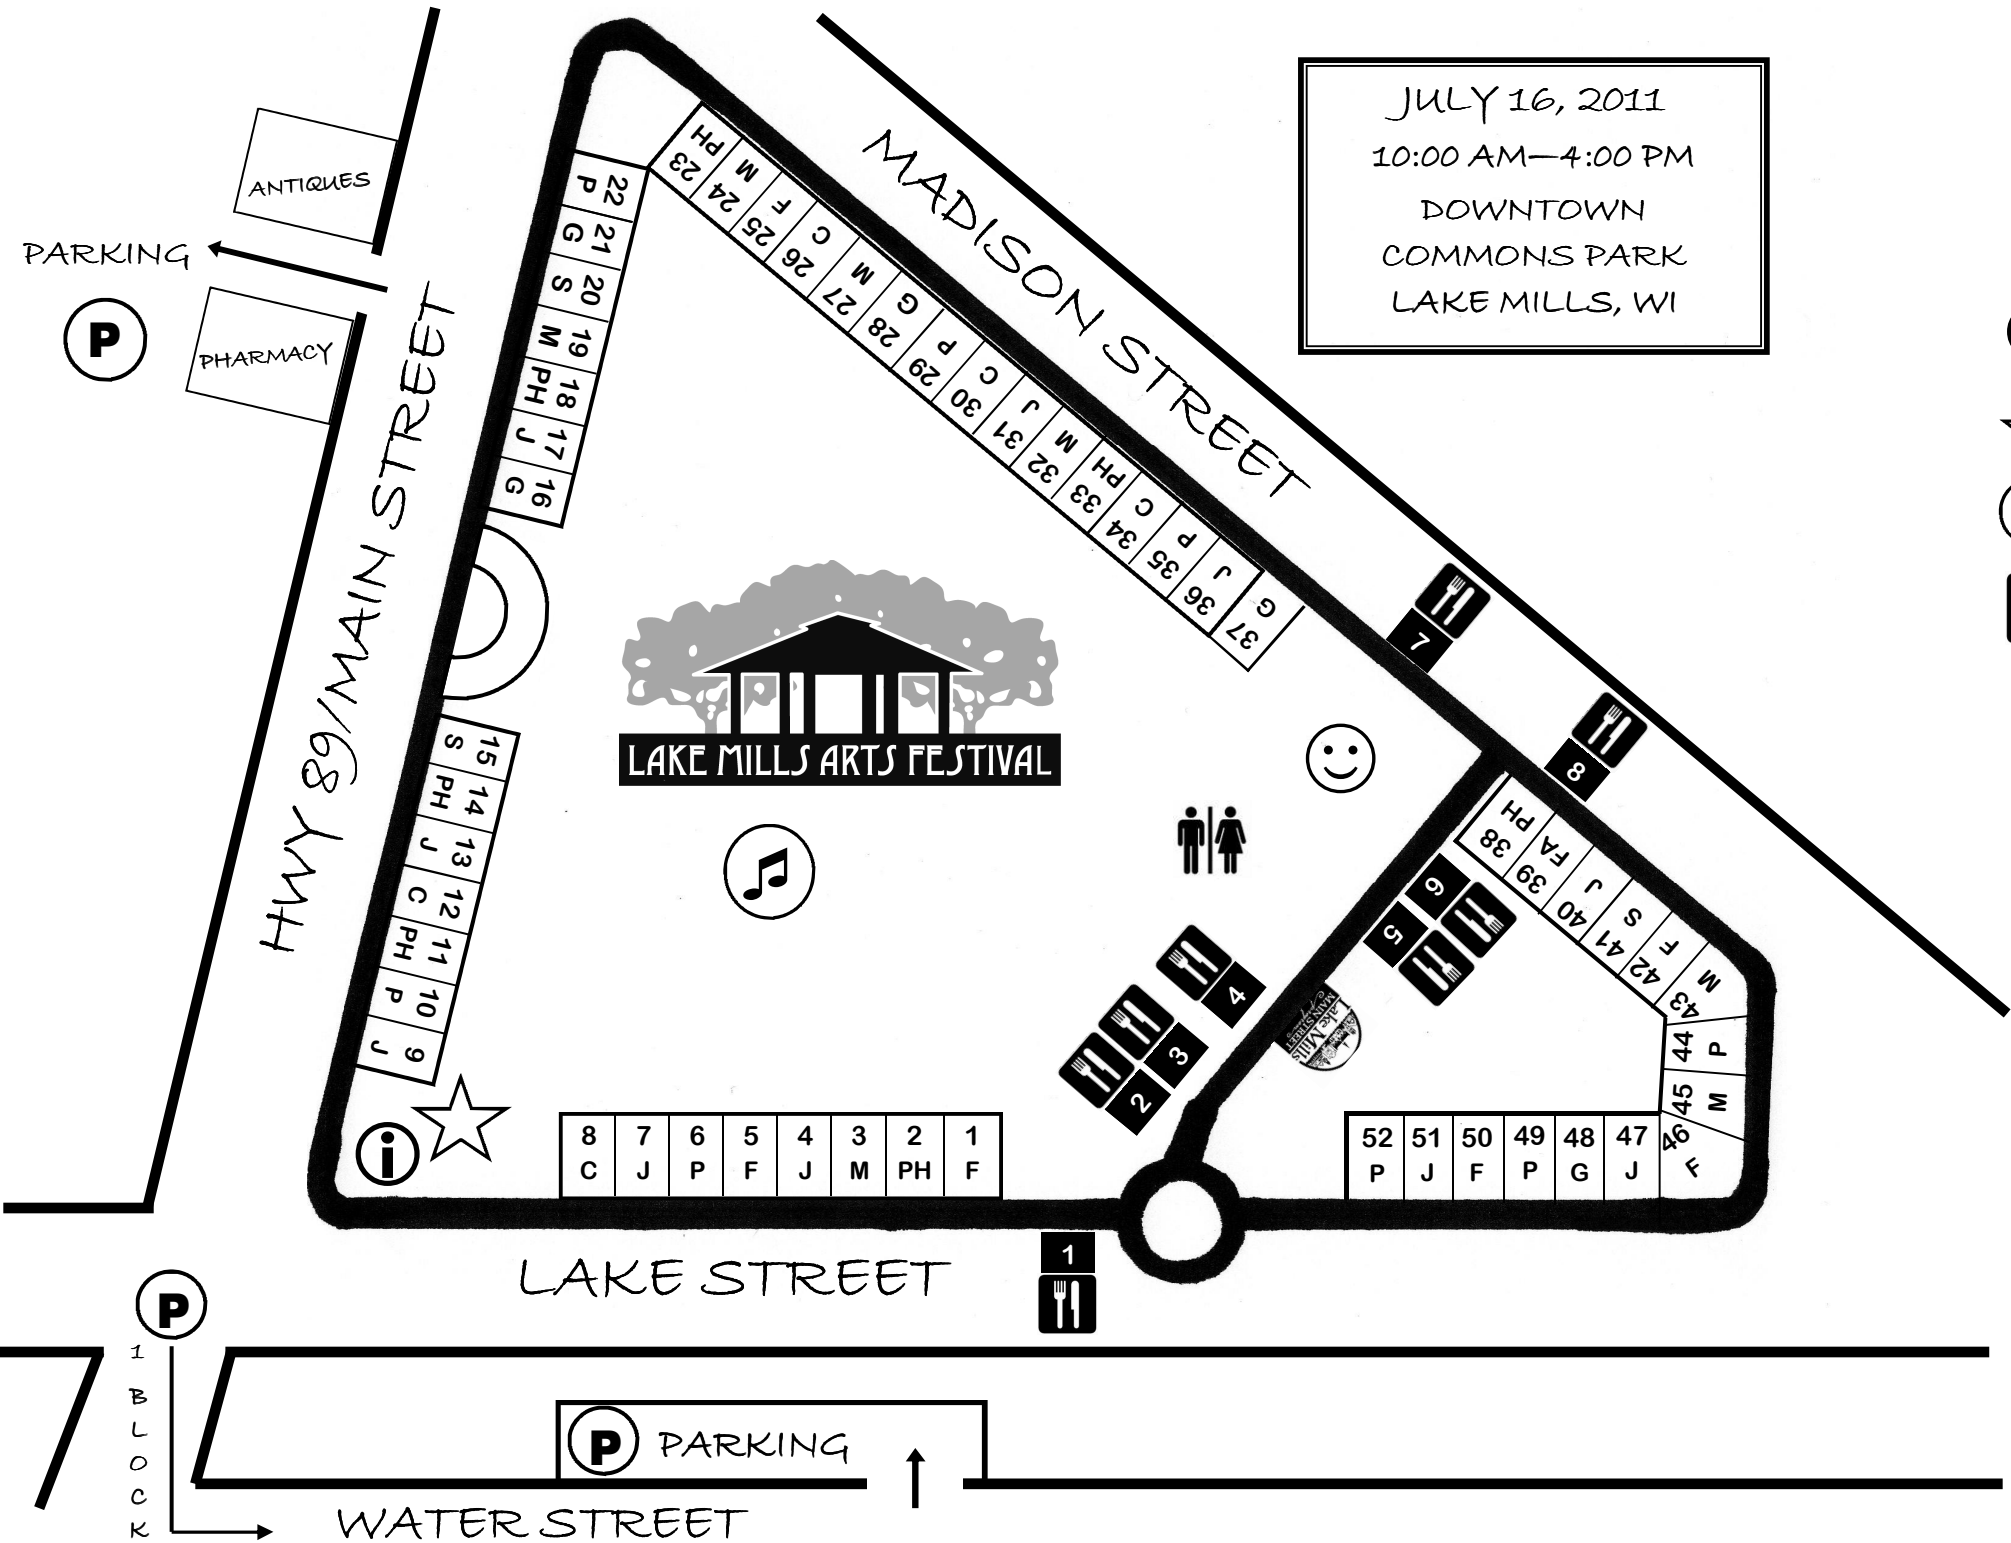 JULY 16, 2011
10:00 AM—4:00 PM
DOWNTOWN
COMMONS PARK
LAKE MILLS, WI
ANTIQUES
PARKING
P
PHARMACY
HWY 89/MAIN STREET
MADISON STREET
22 P
21 G
20 S
19 M
18 PH
17 J
16 G
15 S
14 PH
13 J
12 C
11 PH
10 P
9 J
23 PH
24 M
25 F
26 C
27 M
28 G
29 P
30 C
31 J
32 M
33 PH
34 C
35 P
36 J
37 G
LAKE MILLS ARTS FESTIVAL
7
8
38 PH
39 FA
40 J
41 S
42 F
43 M
44 P
45 M
46 F
6
5
4
3
2
Lake Mills
MAIN STREET
i
8 7 6 5 4 3 2 1
C J P F J M PH F
52 51 50 49 48 47
P J F P G J
1
LAKE STREET
P
1 BLOCK
P PARKING
WATER STREET